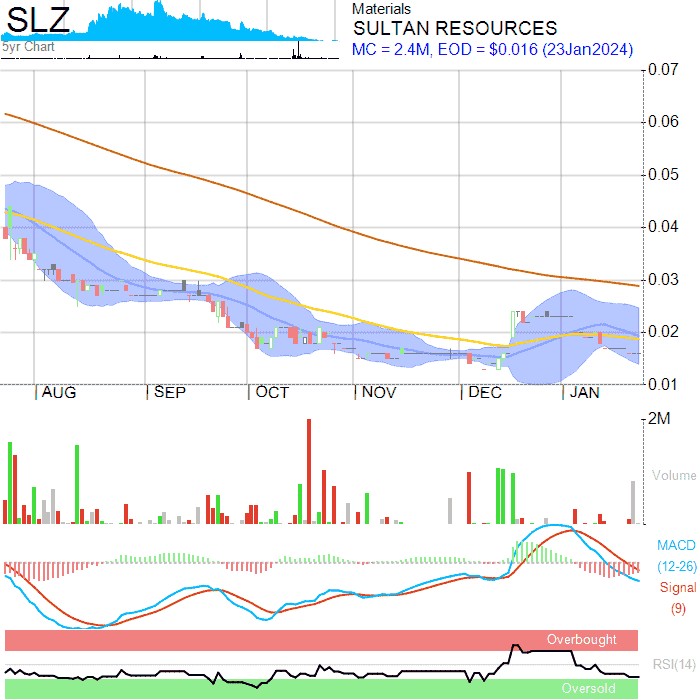 SLZ
5yr Chart
Materials
SULTAN RESOURCES
MC = 2.4M, EOD = $0.016 (23Jan2024)
0.07
0.06
0.05
0.04
0.03
0.02
0.01
AUG SEP OCT NOV DEC JAN
2M
Volume
MACD
(12-26)
Signal
(9)
Overbought
RSI(14)
Oversold